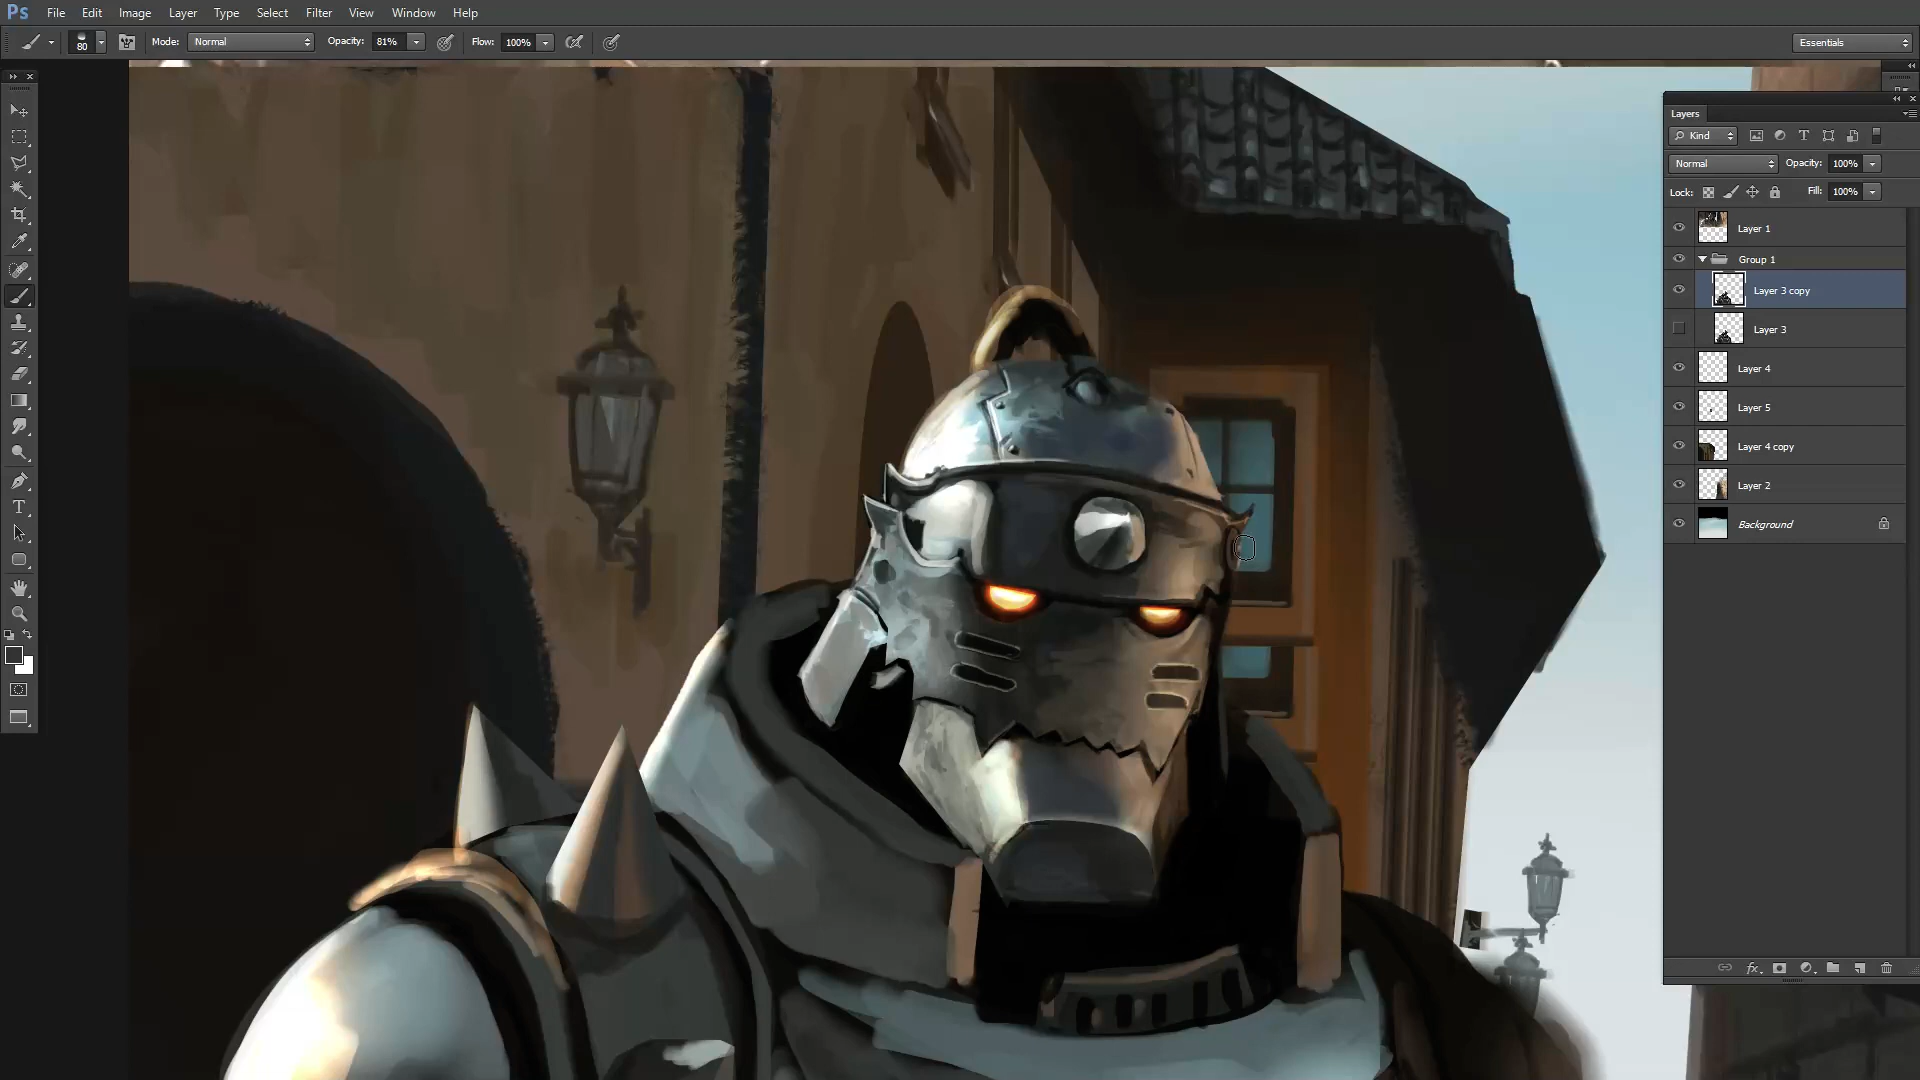 Ps File Edit Image Layer Type Select Filter View Window Help
80 Mode: Normal Opacity: 81% Flow: 100% Essentials
Layers
Kind
Normal Opacity: 100%
Lock: Fill: 100%
Layer 1
Group 1
Layer 3 copy
Layer 3
Layer 4
Layer 5
Layer 4 copy
Layer 2
Background
fx